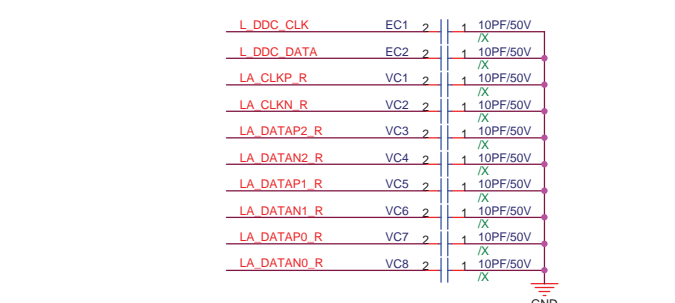 L_DDC_CLK EC1 2 1 10PF/50V
/X
L_DDC_DATA EC2 2 1 10PF/50V
/X
LA_CLKP_R VC1 2 1 10PF/50V
/X
LA_CLKN_R VC2 2 1 10PF/50V
/X
LA_DATAP2_R VC3 2 1 10PF/50V
/X
LA_DATAN2_R VC4 2 1 10PF/50V
/X
LA_DATAP1_R VC5 2 1 10PF/50V
/X
LA_DATAN1_R VC6 2 1 10PF/50V
/X
LA_DATAP0_R VC7 2 1 10PF/50V
/X
LA_DATAN0_R VC8 2 1 10PF/50V
/X
GND